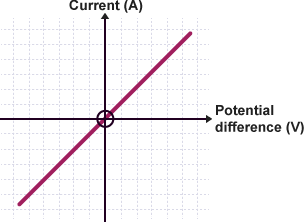 Current (A)
Potential
difference (V)